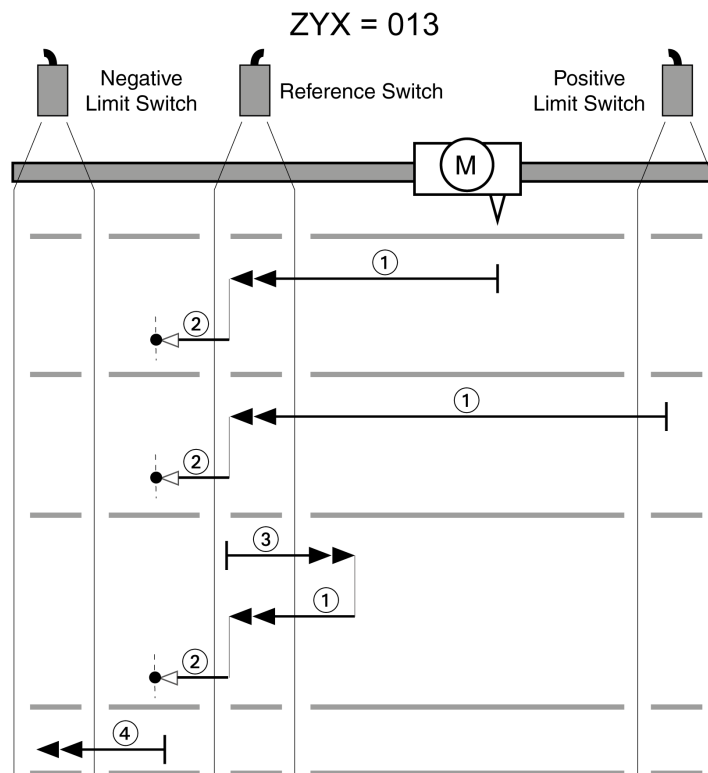 ZYX = 013
Negative
Limit Switch
Reference Switch
Positive
Limit Switch
M
1
2
1
2
3
1
2
4